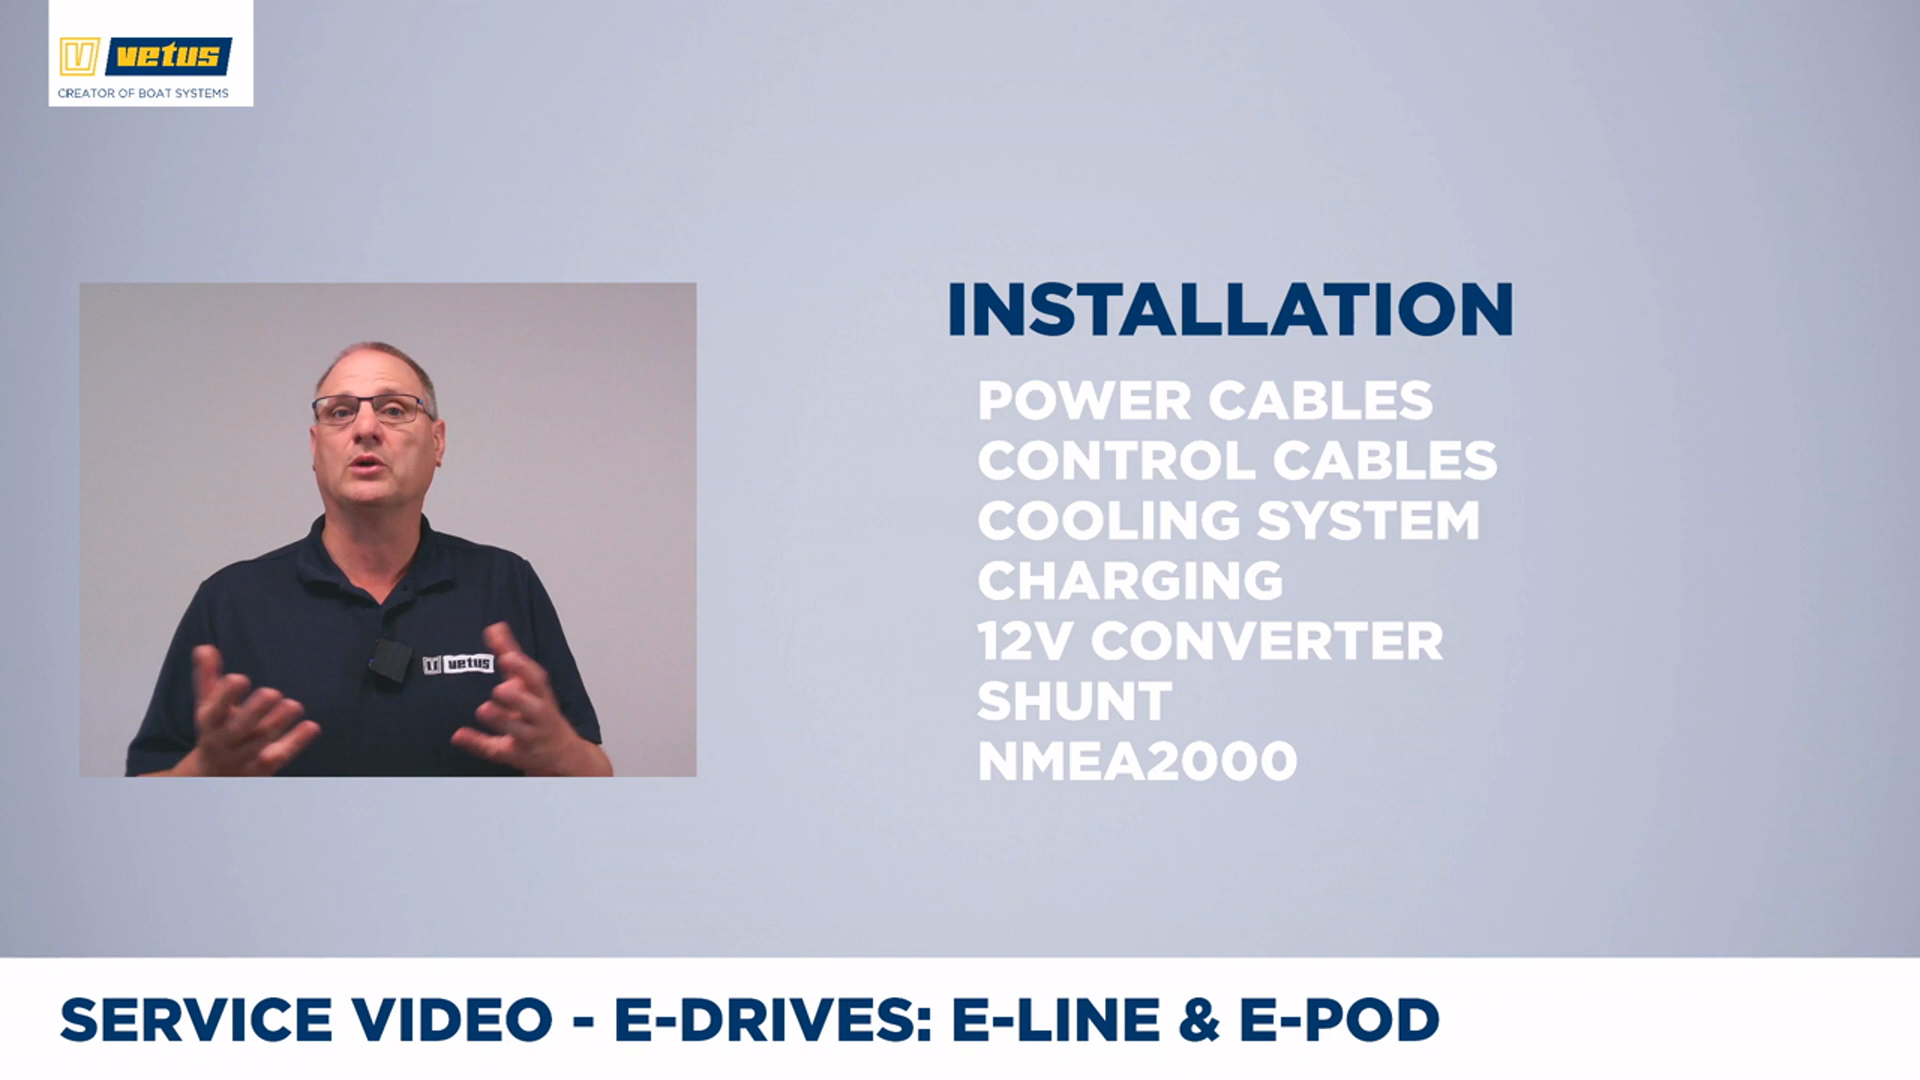 V vetus
CREATOR OF BOAT SYSTEMS
INSTALLATION
POWER CABLES
CONTROL CABLES
COOLING SYSTEM
CHARGING
12V CONVERTER
SHUNT
NMEA2000
V vetus
SERVICE VIDEO - E-DRIVES: E-LINE & E-POD